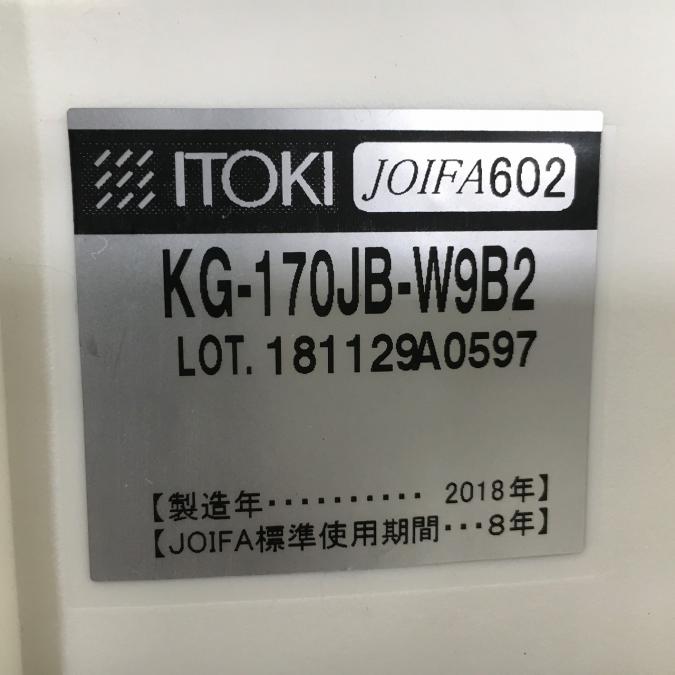 ITOKI JOIFA602
KG-170JB-W9B2
LOT. 181129A0597
【製造年・・・・・・・・・・ 2018年】
【JOIFA標準使用期間・・・8年】